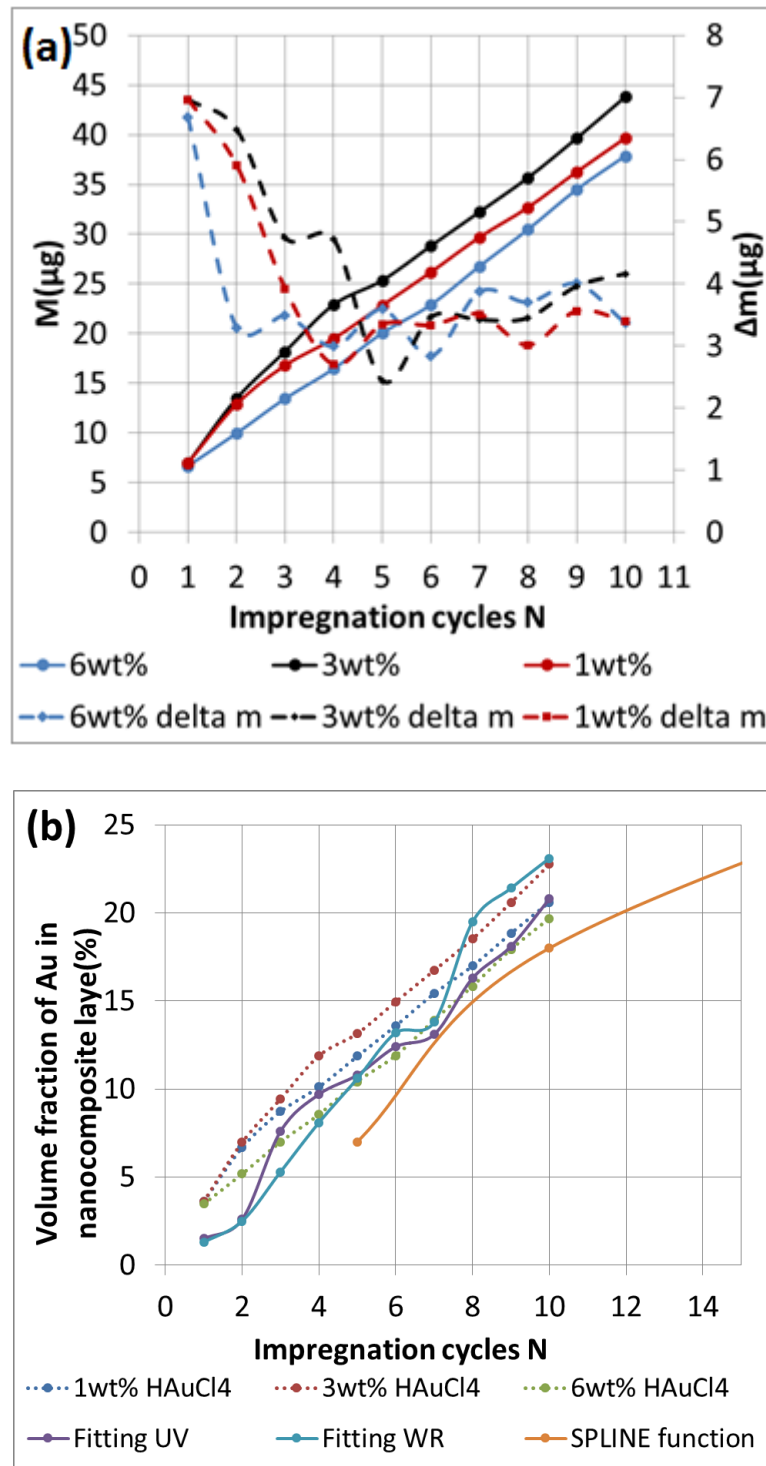 (a)
50
45
40
35
30
25
20
15
10
5
0
M(µg)
8
7
6
5
4
3
2
1
0
Δm(µg)
0 1 2 3 4 5 6 7 8 9 10 11
Impregnation cycles N
6wt% 3wt% 1wt%
6wt% delta m 3wt% delta m 1wt% delta m
(b)
25
20
15
10
5
0
Volume fraction of Au in
nanocomposite laye(%)
0 2 4 6 8 10 12 14
Impregnation cycles N
1wt% HAuCl4 3wt% HAuCl4 6wt% HAuCl4
Fitting UV Fitting WR SPLINE function